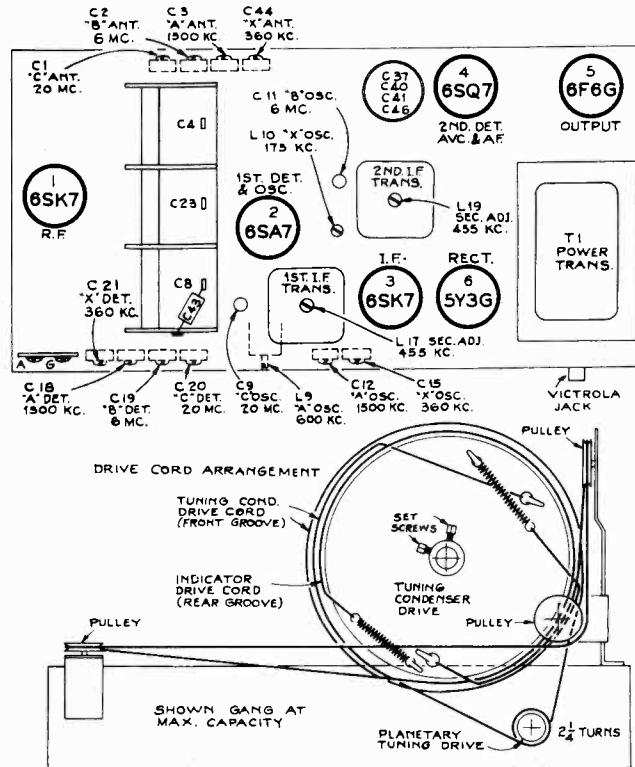 C2
"B" ANT.
6 MC.
C3
"A" ANT.
1500 KC.
C44
"X" ANT.
360 KC.
C1
"C" ANT.
20 MC.
C4
C23
C8
C43
1
6SK7
R.F.
C21
"X" DET.
360 KC.
A G
C18
"A" DET.
1500 KC.
C19
"B" DET.
6 MC.
C20
"C" DET.
20 MC.
C11 "B" OSC.
6 MC.
L10 "X" OSC.
175 KC.
1ST. DET.
& OSC.
2
6SA7
C37
C40
C41
C46
4
6SQ7
2ND. DET.
AVC. & AF.
5
6F6G
OUTPUT
2ND. I.F.
TRANS.
L19
SEC. ADJ.
455 KC.
1ST. I.F.
TRANS.
I.F.
3
6SK7
RECT.
6
5Y3G
T1
POWER
TRANS.
L17 SEC. ADJ.
455 KC.
C9
"C" OSC.
20 MC.
L9
"A" OSC.
600 KC.
C12
"A" OSC.
1500 KC.
C15
"X" OSC.
360 KC.
VICTROLA
JACK
DRIVE CORD ARRANGEMENT
PULLEY
TUNING COND.
DRIVE CORD
(FRONT GROOVE)
SET
SCREWS
INDICATOR
DRIVE CORD
(REAR GROOVE)
TUNING
CONDENSER
DRIVE
PULLEY
PULLEY
SHOWN GANG AT
MAX. CAPACITY
PLANETARY
TUNING DRIVE
2 1/4 TURNS